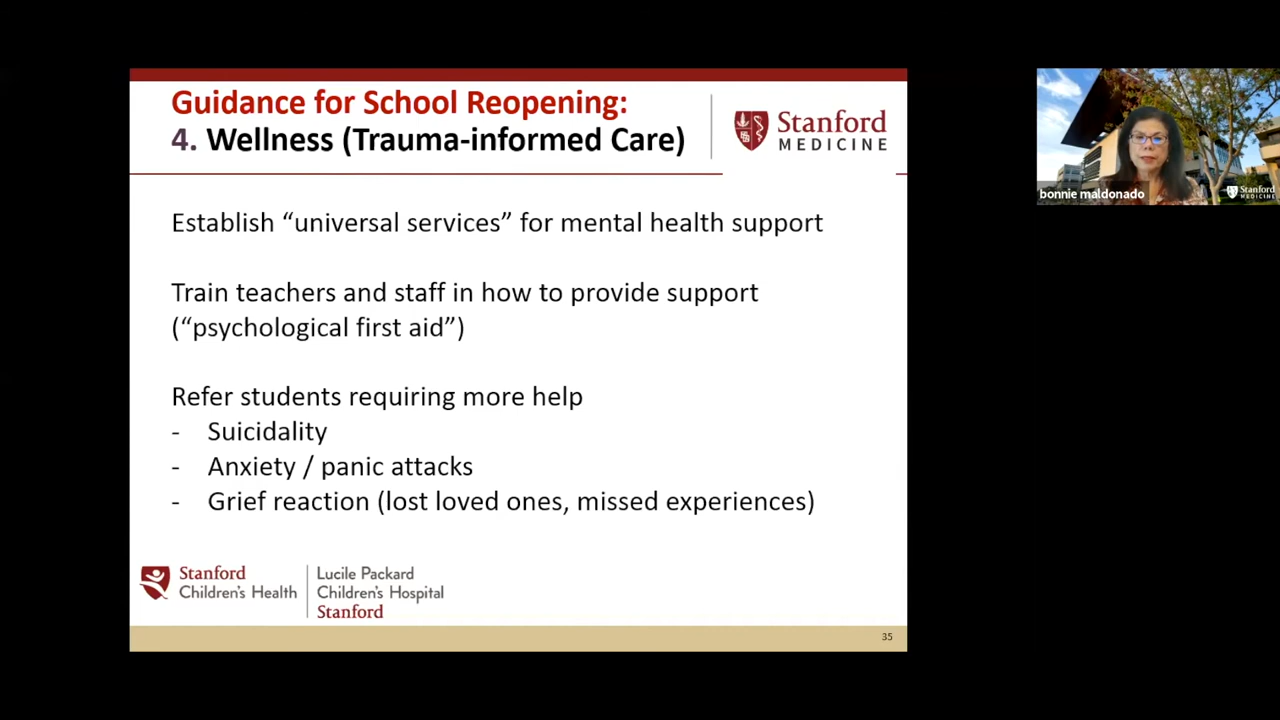 Guidance for School Reopening:
4. Wellness (Trauma-informed Care)
Stanford
MEDICINE
Establish “universal services” for mental health support
Train teachers and staff in how to provide support
(“psychological first aid”)
Refer students requiring more help
- Suicidality
- Anxiety / panic attacks
- Grief reaction (lost loved ones, missed experiences)
Stanford
Children's Health
Lucile Packard
Children's Hospital
Stanford
35
bonnie maldonado
Stanford
MEDICINE